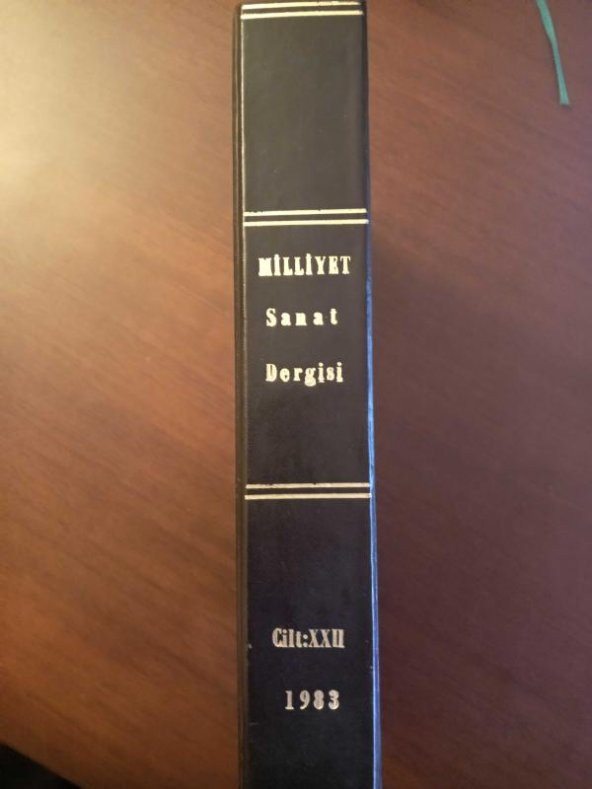 MİLLİYET
Sanat
Dergisi
Cilt:XXII
1983